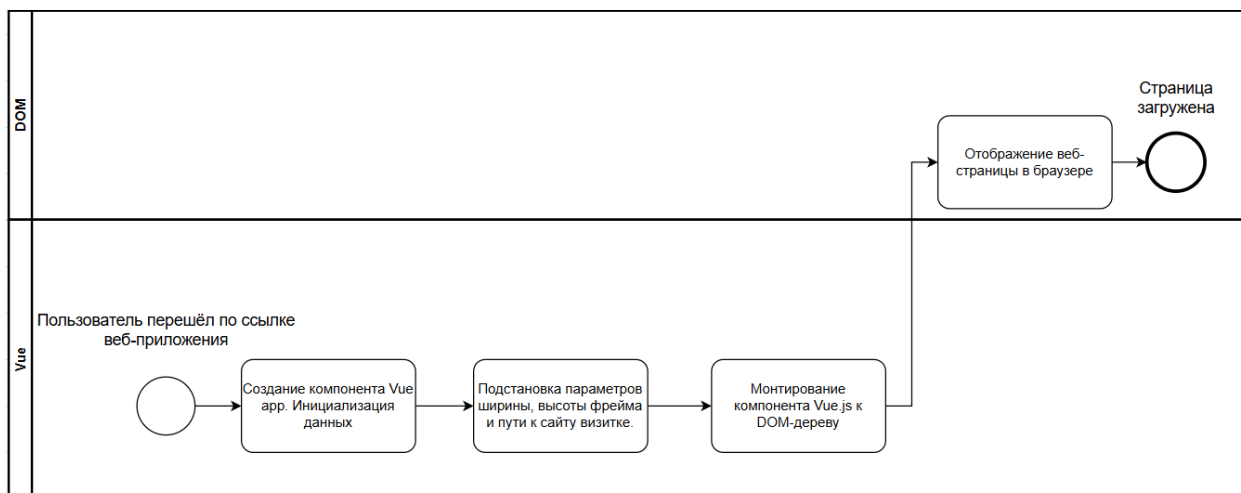 DOM
Страница
загружена
Отображение веб-
страницы в браузере
Vue
Пользователь перешёл по ссылке
веб-приложения
Создание компонента Vue
app. Инициализация
данных
Подстановка параметров
ширины, высоты фрейма
и пути к сайту визитке.
Монтирование
компонента Vue.js к
DOM-дереву